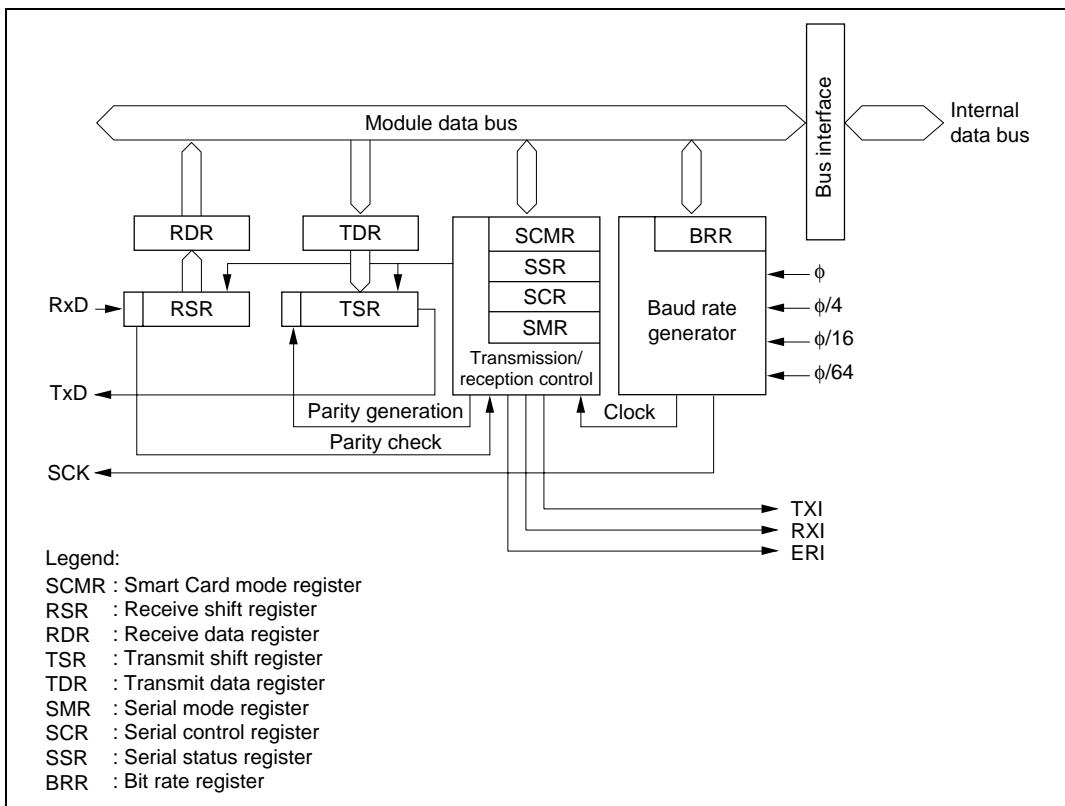 Module data bus
Bus interface
Internal
data bus
RDR
TDR
SCMR
SSR
SCR
SMR
Transmission/
reception control
BRR
Baud rate
generator
ϕ
ϕ/4
ϕ/16
ϕ/64
RxD
RSR
TSR
TxD
Parity generation
Parity check
Clock
SCK
TXI
RXI
ERI
Legend:
SCMR : Smart Card mode register
RSR : Receive shift register
RDR : Receive data register
TSR : Transmit shift register
TDR : Transmit data register
SMR : Serial mode register
SCR : Serial control register
SSR : Serial status register
BRR : Bit rate register